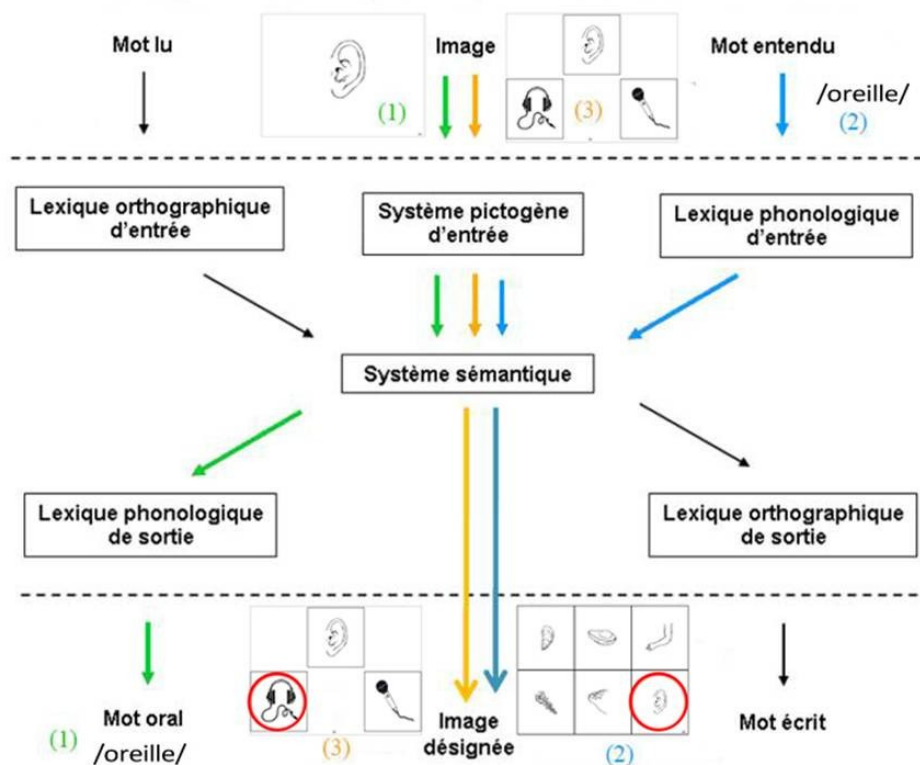 Mot lu
Image
Mot entendu
(1)
(3)
/oreille/
(2)
Lexique orthographique
d'entrée
Système pictogène
d'entrée
Lexique phonologique
d'entrée
Système sémantique
Lexique phonologique
de sortie
Lexique orthographique
de sortie
Mot oral
(1)
/oreille/
(3)
Image
désignée
(2)
Mot écrit